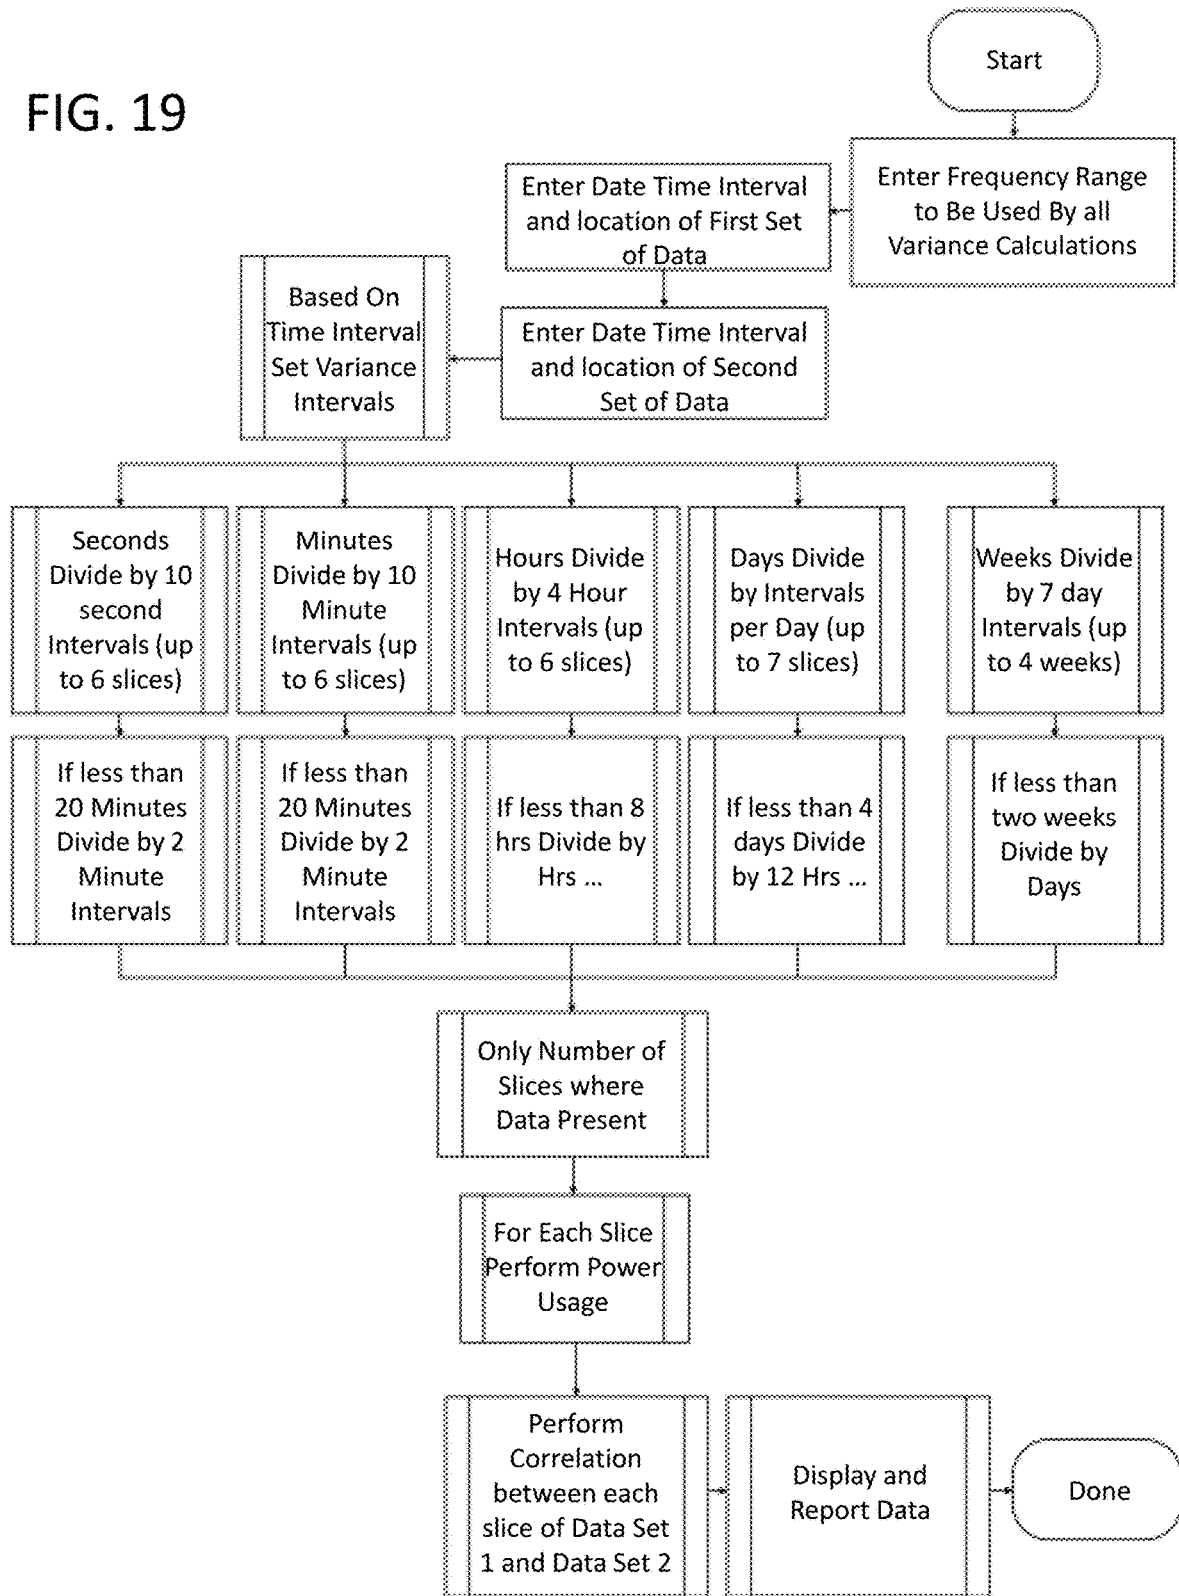 FIG. 19
Start
Enter Frequency Range
to Be Used By all
Variance Calculations
Enter Date Time Interval
and location of First Set
of Data
Enter Date Time Interval
and location of Second
Set of Data
Based On
Time Interval
Set Variance
Intervals
Seconds
Divide by 10
second
Intervals (up
to 6 slices)
Minutes
Divide by 10
Minute
Intervals (up
to 6 slices)
Hours Divide
by 4 Hour
Intervals (up
to 6 slices)
Days Divide
by Intervals
per Day (up
to 7 slices)
Weeks Divide
by 7 day
Intervals (up
to 4 weeks)
If less than
20 Minutes
Divide by 2
Minute
Intervals
If less than
20 Minutes
Divide by 2
Minute
Intervals
If less than 8
hrs Divide by
Hrs ...
If less than 4
days Divide
by 12 Hrs ...
If less than
two weeks
Divide by
Days
Only Number of
Slices where
Data Present
For Each Slice
Perform Power
Usage
Perform
Correlation
between each
slice of Data Set
1 and Data Set 2
Display and
Report Data
Done